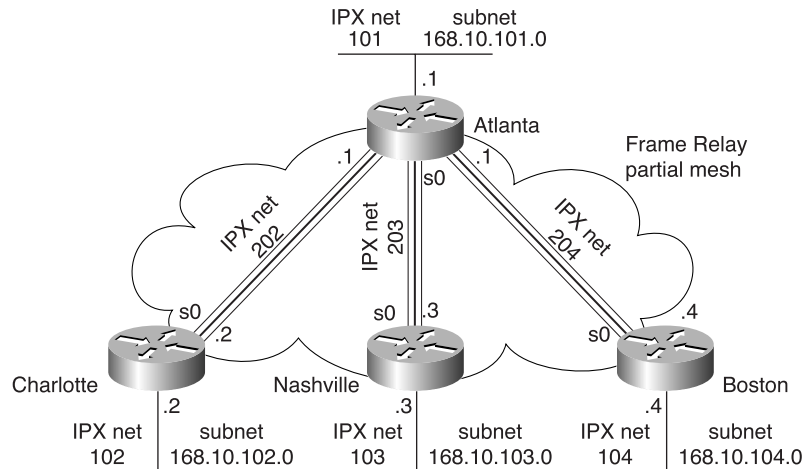 IPX net
101
subnet
168.10.101.0
.1
Atlanta
Frame Relay
partial mesh
.1
.1
s0
IPX net
202
IPX net
203
IPX net
204
s0
.2
s0
.3
s0
.4
Charlotte
Nashville
Boston
.2
.3
.4
IPX net
102
subnet
168.10.102.0
IPX net
103
subnet
168.10.103.0
IPX net
104
subnet
168.10.104.0